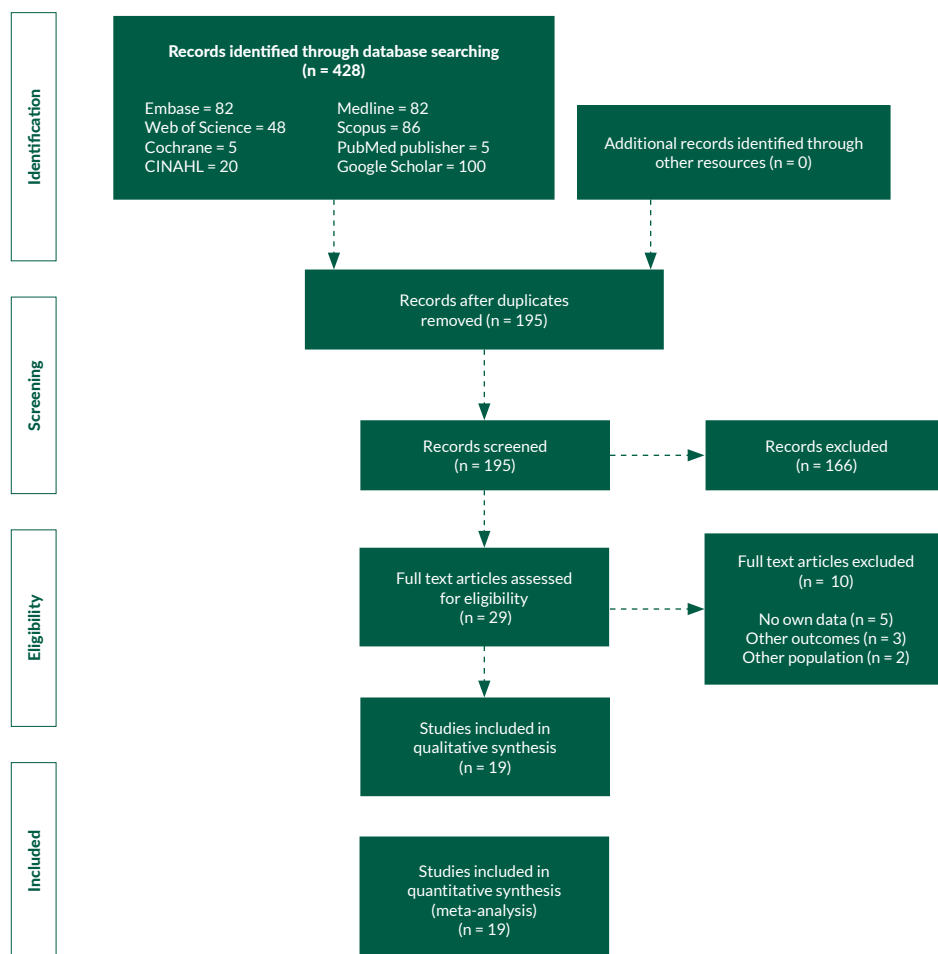 Identification
Records identified through database searching
(n = 428)
Embase = 82
Web of Science = 48
Cochrane = 5
CINAHL = 20
Medline = 82
Scopus = 86
PubMed publisher = 5
Google Scholar = 100
Additional records identified through
other resources (n = 0)
Screening
Records after duplicates
removed (n = 195)
Records screened
(n = 195)
Records excluded
(n = 166)
Eligibility
Full text articles assessed
for eligibility
(n = 29)
Full text articles excluded
(n = 10)
No own data (n = 5)
Other outcomes (n = 3)
Other population (n = 2)
Included
Studies included in
qualitative synthesis
(n = 19)
Studies included in
quantitative synthesis
(meta-analysis)
(n = 19)